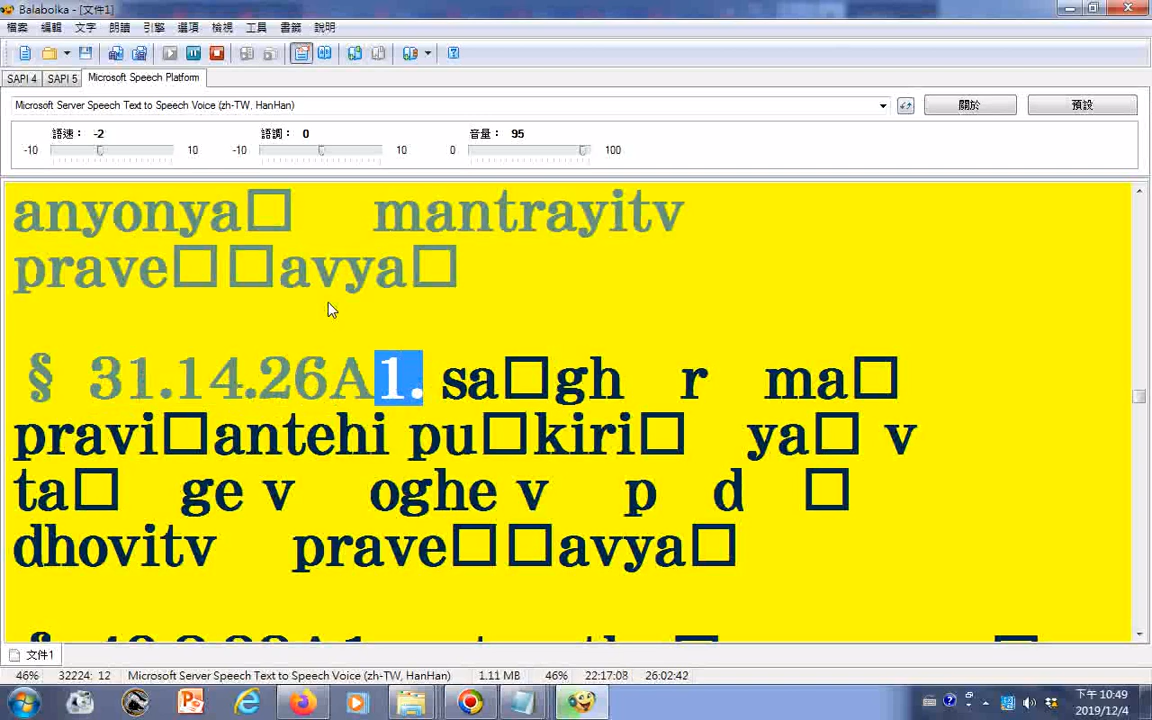 Balabolka - [文件1]
檔案 編輯 文字 朗讀 引擎 選項 檢視 工具 書籤 說明
SAPI 4 SAPI 5 Microsoft Speech Platform
Microsoft Server Speech Text to Speech Voice (zh-TW, HanHan) 關於 預設
語速： -2 語調： 0 音量： 95
-10 10 -10 10 0 100
anyonya□ mantrayitv
prave□□avya□
§ 31.14.26A1. sa□gh r ma□
pravi□antehi pu□kiri□ ya□ v
ta□ ge v oghe v p d □
dhovitv prave□□avya□
文件1
46% 32224: 12 Microsoft Server Speech Text to Speech Voice (zh-TW, HanHan) 1.11 MB 46% 22:17:08 26:02:42
下午 10:49
2019/12/4